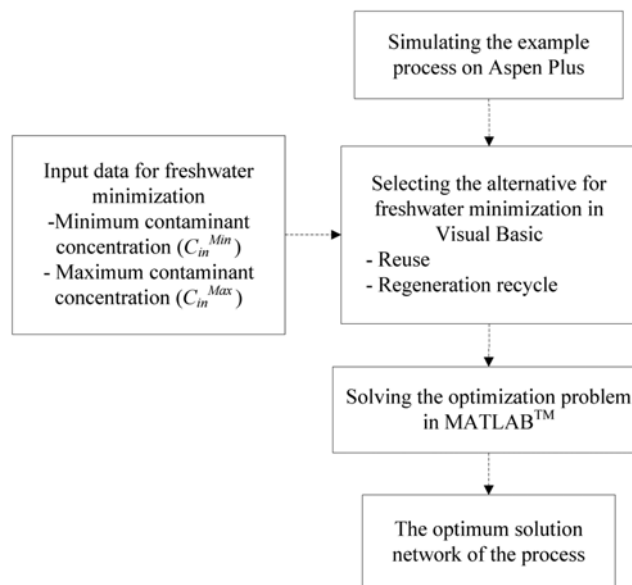 Simulating the example
process on Aspen Plus
Input data for freshwater
minimization
-Minimum contaminant
concentration (C_in^Min)
- Maximum contaminant
concentration (C_in^Max)
Selecting the alternative for
freshwater minimization in
Visual Basic
- Reuse
- Regeneration recycle
Solving the optimization problem
in MATLAB™
The optimum solution
network of the process